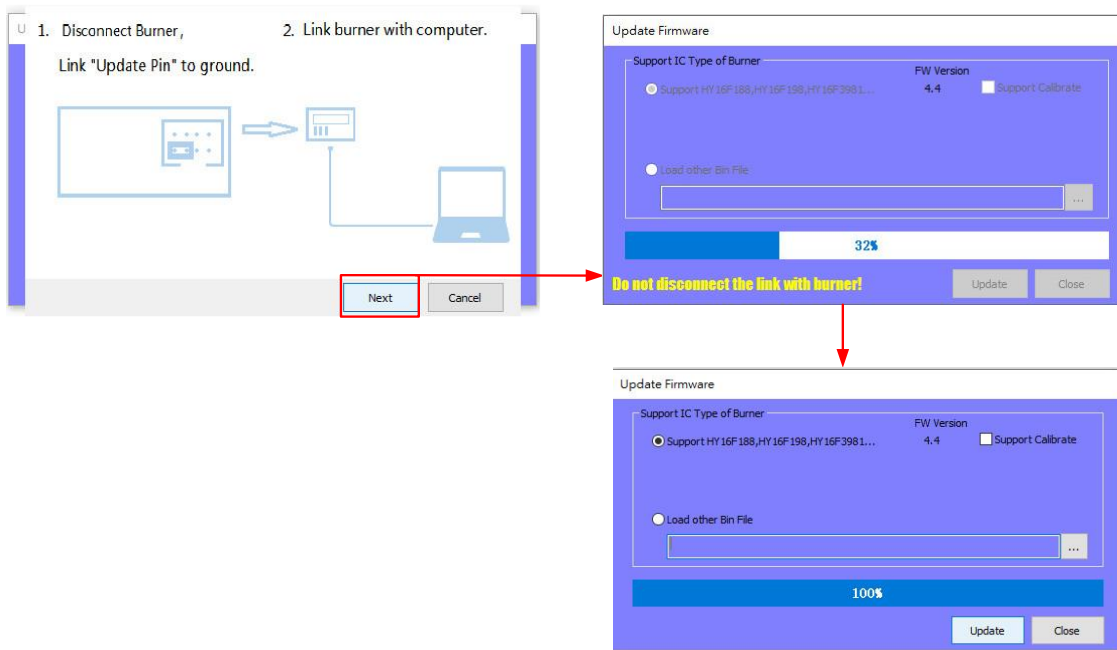 U
1. Disconnect Burner,
Link "Update Pin" to ground.
2. Link burner with computer.
Next
Cancel
Update Firmware
Support IC Type of Burner
FW Version
Support HY16F188,HY16F198,HY16F3981...
4.4
Support Calibrate
Load other Bin File
...
32%
Do not disconnect the link with burner!
Update
Close
Update Firmware
Support IC Type of Burner
FW Version
Support HY16F188,HY16F198,HY16F3981...
4.4
Support Calibrate
Load other Bin File
...
100%
Update
Close